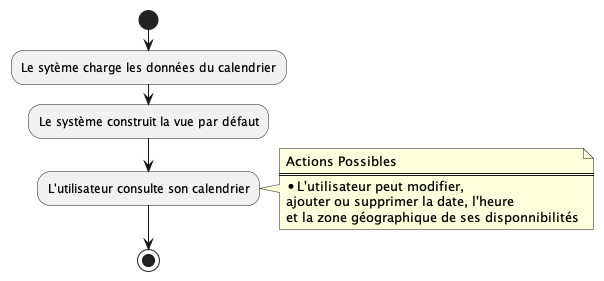 Le sytème charge les données du calendrier
Le système construit la vue par défaut
L'utilisateur consulte son calendrier
Actions Possibles
• L'utilisateur peut modifier,
ajouter ou supprimer la date, l'heure
et la zone géographique de ses disponnibilités